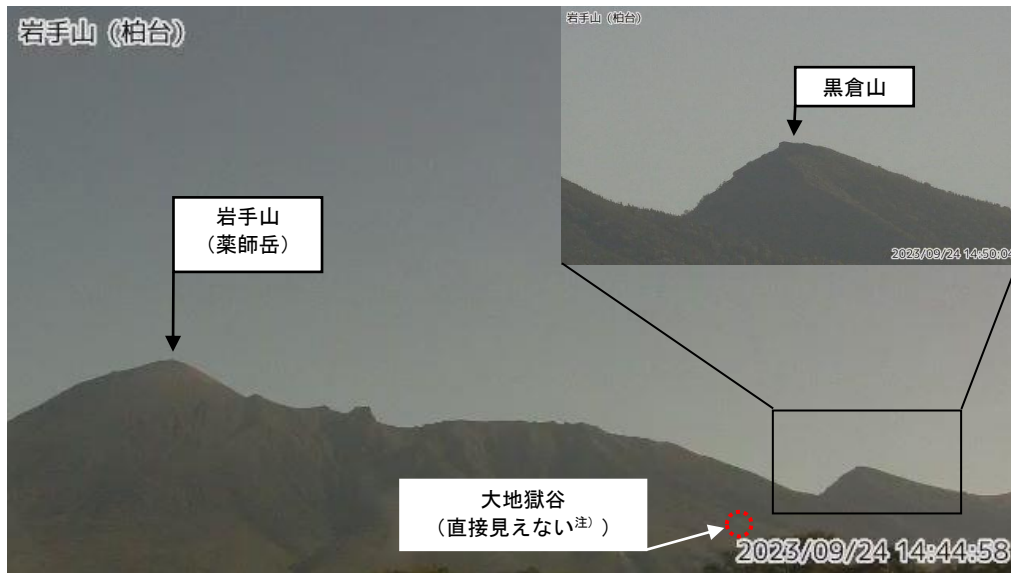 岩手山（柏台）
岩手山（柏台）
黒倉山
2023/09/24 14:50:04
岩手山
（薬師岳）
大地獄谷
（直接見えない注））
2023/09/24 14:44:58